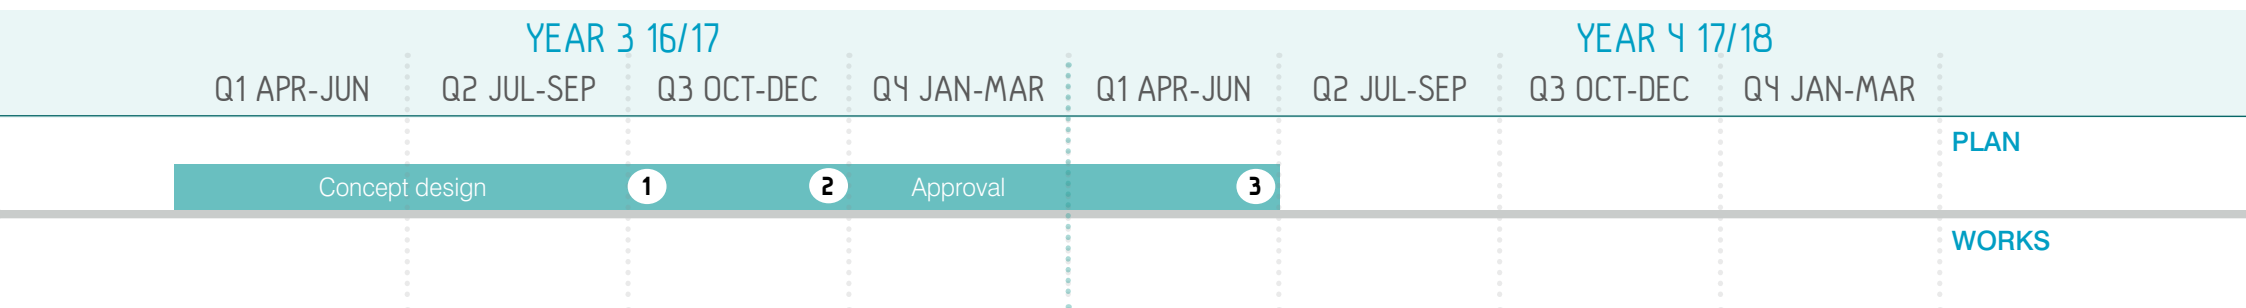 YEAR 3 16/17 YEAR 4 17/18
Q1 APR-JUN Q2 JUL-SEP Q3 OCT-DEC Q4 JAN-MAR Q1 APR-JUN Q2 JUL-SEP Q3 OCT-DEC Q4 JAN-MAR
PLAN
Concept design 1 2 Approval 3
WORKS